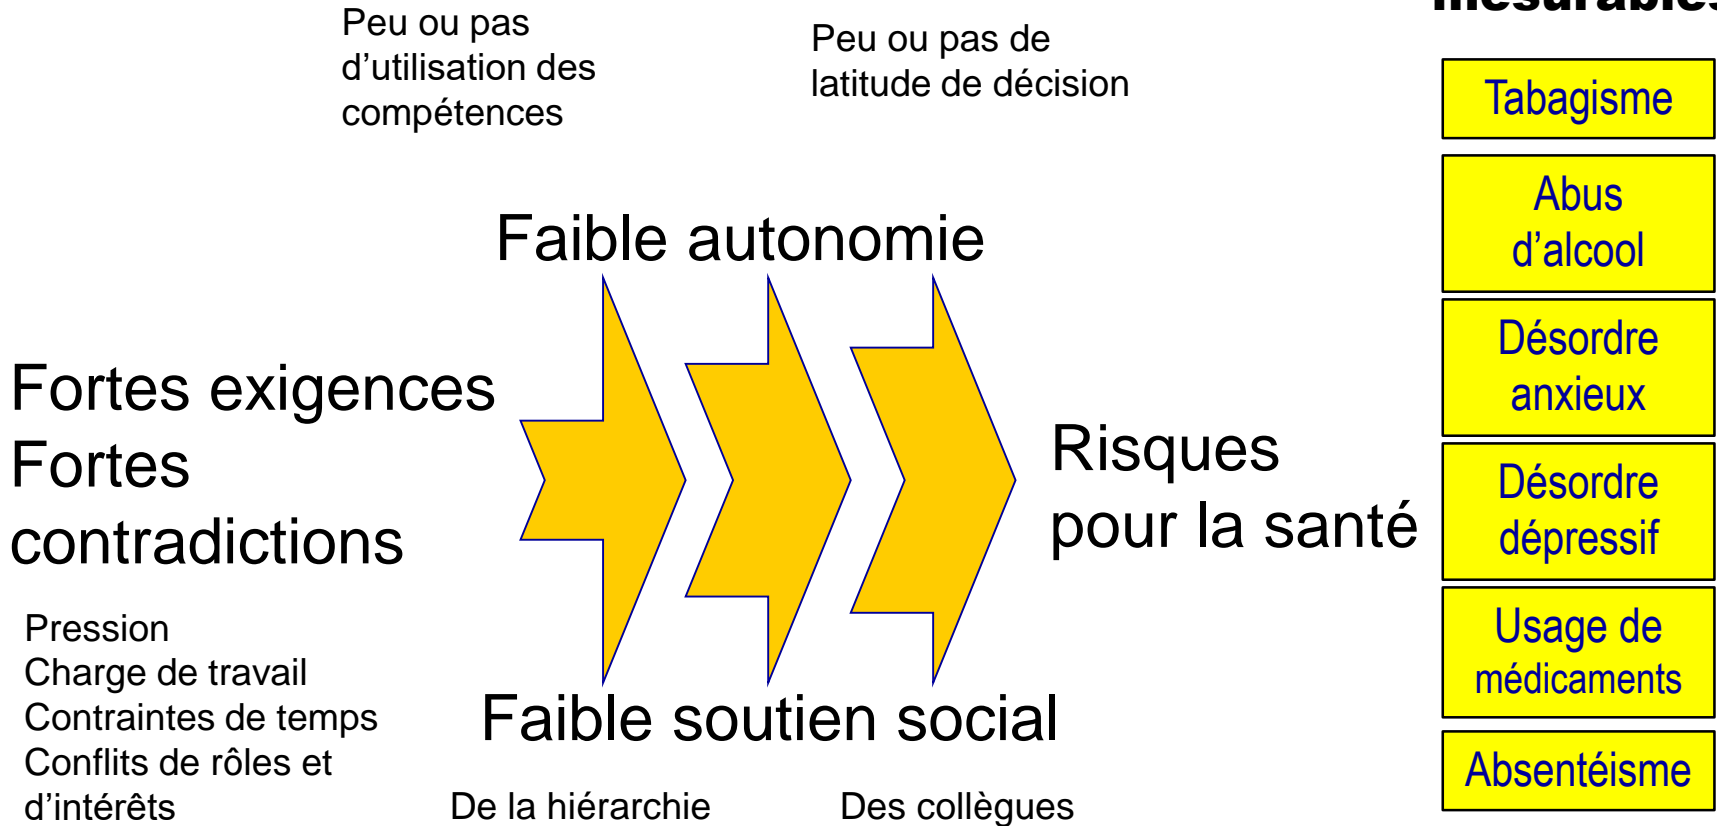 mesurables
Peu ou pas
d’utilisation des
compétences
Peu ou pas de
latitude de décision
Faible autonomie
Fortes exigences
Fortes
contradictions
Pression
Charge de travail
Contraintes de temps
Conflits de rôles et
d’intérêts
Faible soutien social
De la hiérarchie
Des collègues
Risques
pour la santé
Tabagisme
Abus
d’alcool
Désordre
anxieux
Désordre
dépressif
Usage de
médicaments
Absentéisme